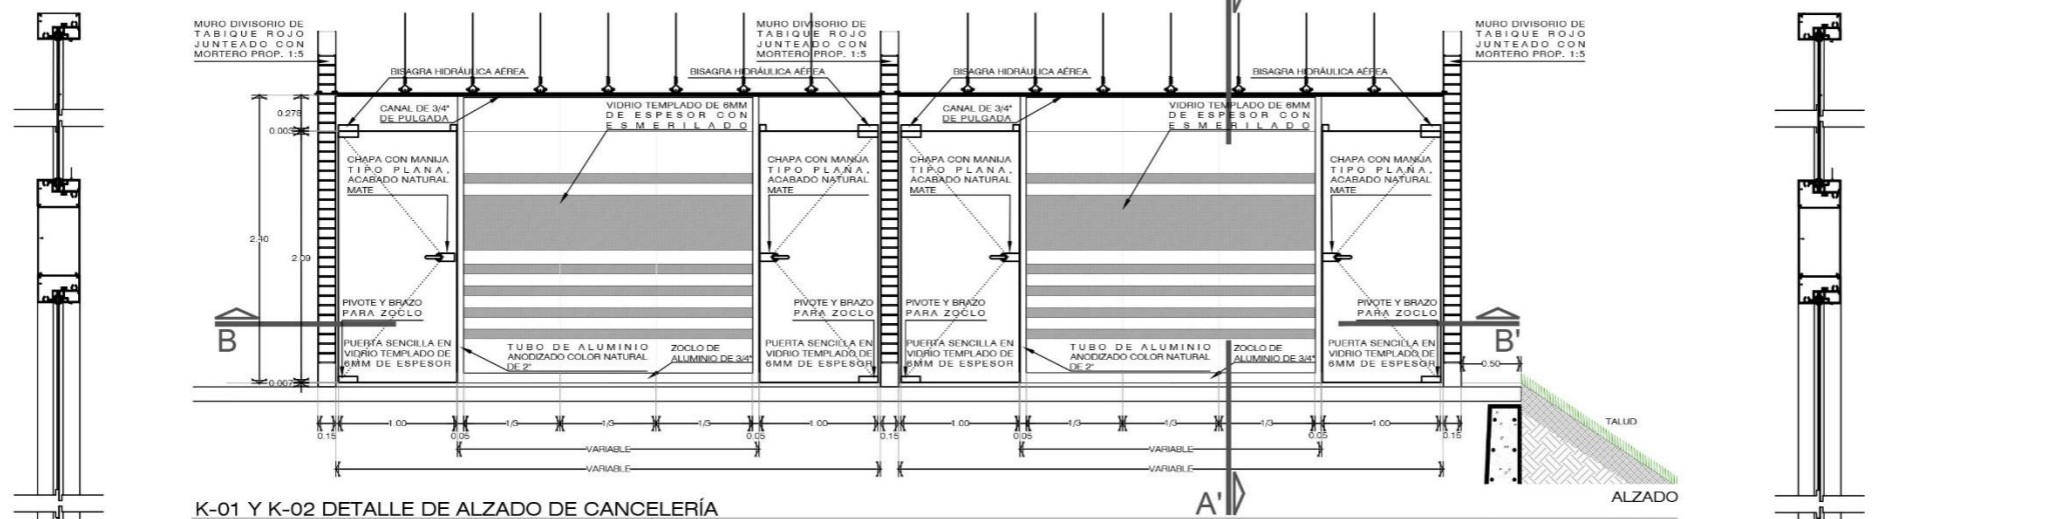 MURO DIVISORIO DE
TABIQUE ROJO
JUNTEADO CON
MORTERO PROP. 1:5
MURO DIVISORIO DE
TABIQUE ROJO
JUNTEADO CON
MORTERO PROP. 1:5
MURO DIVISORIO DE
TABIQUE ROJO
JUNTEADO CON
MORTERO PROP. 1:5
BISAGRA HIDRÁULICA AÉREA
BISAGRA HIDRÁULICA AÉREA
BISAGRA HIDRÁULICA AÉREA
BISAGRA HIDRÁULICA AÉREA
CANAL DE 3/4"
DE PULGADA
VIDRIO TEMPLADO DE 6MM
DE ESPESOR CON
ESMERILADO
CANAL DE 3/4"
DE PULGADA
VIDRIO TEMPLADO DE 6MM
DE ESPESOR CON
ESMERILADO
CHAPA CON MANIJA
TIPO PLANA,
ACABADO NATURAL
MATE
CHAPA CON MANIJA
TIPO PLANA,
ACABADO NATURAL
MATE
CHAPA CON MANIJA
TIPO PLANA,
ACABADO NATURAL
MATE
CHAPA CON MANIJA
TIPO PLANA,
ACABADO NATURAL
MATE
2.40
2.09
B
PIVOTE Y BRAZO
PARA ZOCLO
PIVOTE Y BRAZO
PARA ZOCLO
PIVOTE Y BRAZO
PARA ZOCLO
PIVOTE Y BRAZO
PARA ZOCLO
B'
PUERTA SENCILLA EN
VIDRIO TEMPLADO DE
6MM DE ESPESOR
TUBO DE ALUMINIO
ANODIZADO COLOR NATURAL
DE 2"
ZOCLO DE
ALUMINIO DE 3/4"
PUERTA SENCILLA EN
VIDRIO TEMPLADO DE
6MM DE ESPESOR
PUERTA SENCILLA EN
VIDRIO TEMPLADO DE
6MM DE ESPESOR
TUBO DE ALUMINIO
ANODIZADO COLOR NATURAL
DE 2"
ZOCLO DE
ALUMINIO DE 3/4"
PUERTA SENCILLA EN
VIDRIO TEMPLADO DE
6MM DE ESPESOR
0.007
0.50
TALUD
0.15 1.00 0.05 1/3 1/3 1/3 0.05 1.00 0.15 1.00 0.05 1/3 1/3 1/3 0.05 1.00 0.15
VARIABLE VARIABLE
VARIABLE VARIABLE
A'
ALZADO
K-01 Y K-02 DETALLE DE ALZADO DE CANCELERÍA